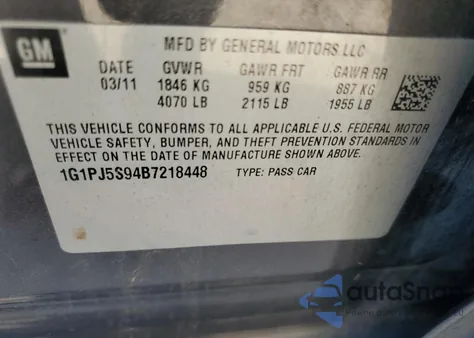 GM
MFD BY GENERAL MOTORS LLC
DATE GVWR GAWR FRT GAWR RR
03/11 1846 KG 959 KG 887 KG
4070 LB 2115 LB 1955 LB
THIS VEHICLE CONFORMS TO ALL APPLICABLE U.S. FEDERAL MOTOR
VEHICLE SAFETY, BUMPER, AND THEFT PREVENTION STANDARDS IN
EFFECT ON THE DATE OF MANUFACTURE SHOWN ABOVE.
1G1PJ5S94B7218448 TYPE: PASS CAR
autoSnap